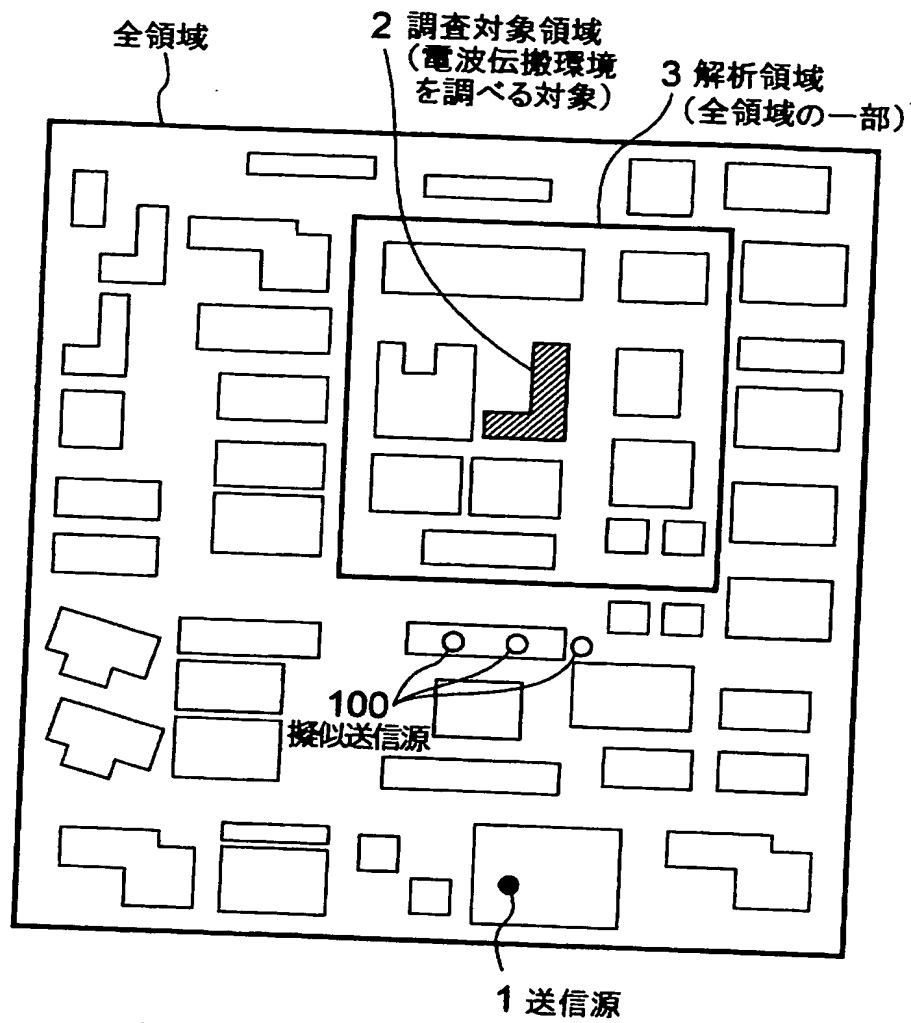 全領域
2 調査対象領域
(電波伝搬環境
を調べる対象)
3 解析領域
(全領域の一部)
100
擬似送信源
1 送信源